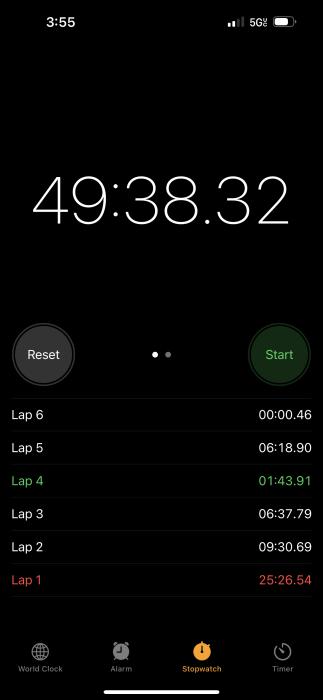 3:55
5G
49:38.32
Reset
Start
Lap 6 00:00.46
Lap 5 06:18.90
Lap 4 01:43.91
Lap 3 06:37.79
Lap 2 09:30.69
Lap 1 25:26.54
World Clock Alarm Stopwatch Timer